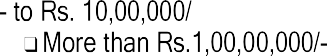 - to Rs. 10,00,000/
❑ More than Rs.1,00,00,000/-